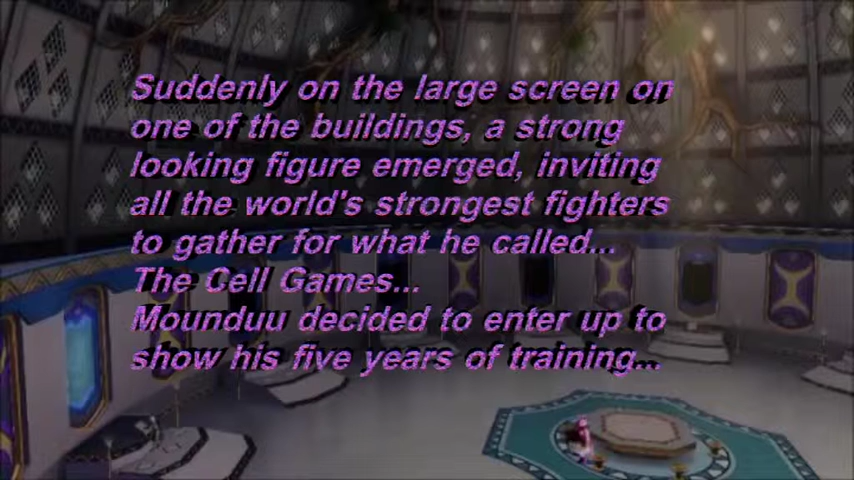 Suddenly on the large screen on
one of the buildings, a strong
looking figure emerged, inviting
all the world's strongest fighters
to gather for what he called...
The Cell Games...
Mounduu decided to enter up to
show his five years of training...